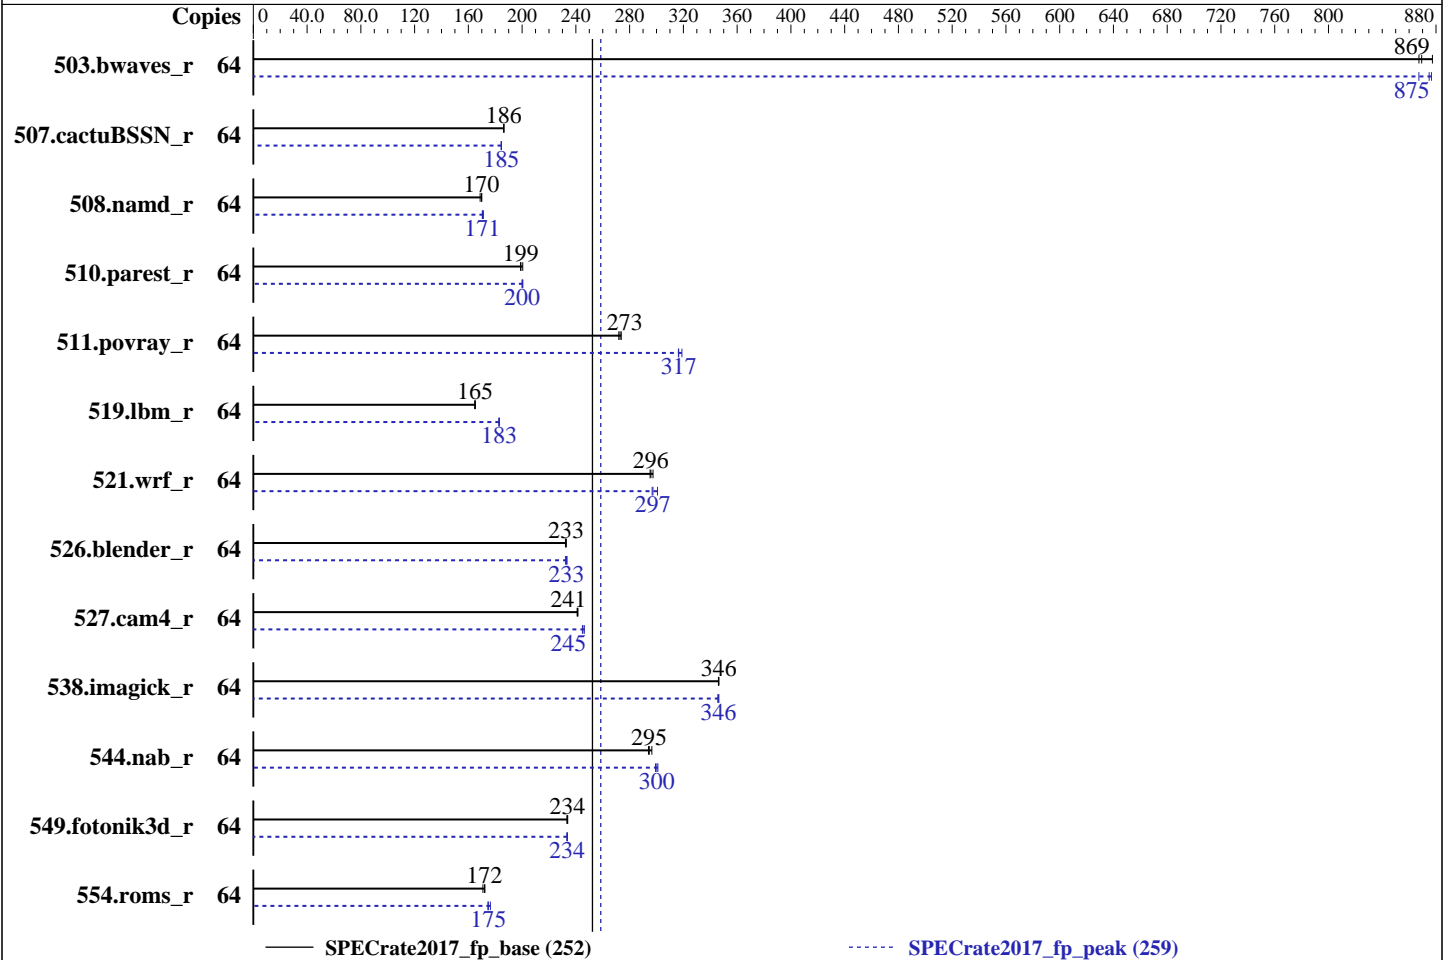 Copies 0 40.0 80.0 120 160 200 240 280 320 360 400 440 480 520 560 600 640 680 720 760 800 880
869
503.bwaves_r 64
875
186
507.cactuBSSN_r 64
185
170
508.namd_r 64
171
199
510.parest_r 64
200
273
511.povray_r 64
317
165
519.lbm_r 64
183
296
521.wrf_r 64
297
233
526.blender_r 64
233
241
527.cam4_r 64
245
346
538.imagick_r 64
346
295
544.nab_r 64
300
234
549.fotonik3d_r 64
234
172
554.roms_r 64
175
SPECrate2017_fp_base (252) SPECrate2017_fp_peak (259)